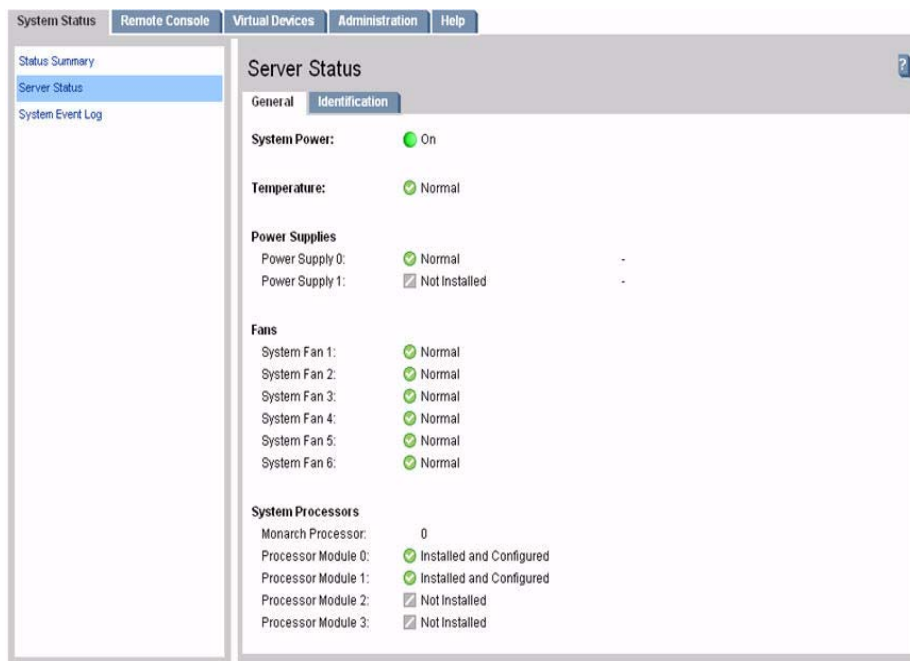 System Status Remote Console Virtual Devices Administration Help
Status Summary
Server Status
System Event Log
Server Status
?
General Identification
System Power: On
Temperature: Normal
Power Supplies
Power Supply 0: Normal -
Power Supply 1: Not Installed -
Fans
System Fan 1: Normal
System Fan 2: Normal
System Fan 3: Normal
System Fan 4: Normal
System Fan 5: Normal
System Fan 6: Normal
System Processors
Monarch Processor: 0
Processor Module 0: Installed and Configured
Processor Module 1: Installed and Configured
Processor Module 2: Not Installed
Processor Module 3: Not Installed